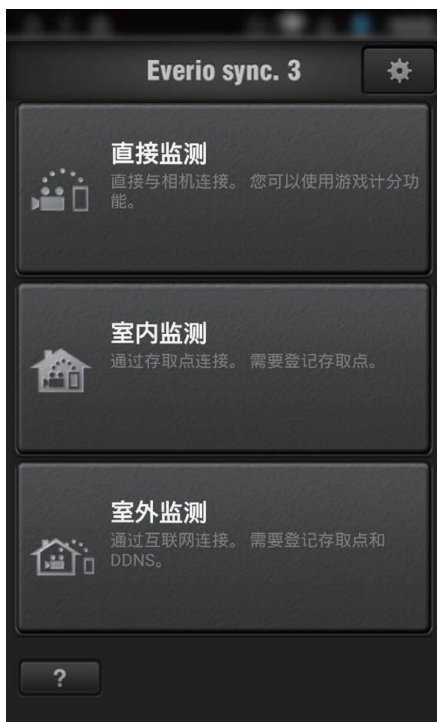 Everio sync. 3
直接监测
直接与相机连接。 您可以使用游戏计分功
能。
室内监测
通过存取点连接。 需要登记存取点。
室外监测
通过互联网连接。 需要登记存取点和
DDNS。
?